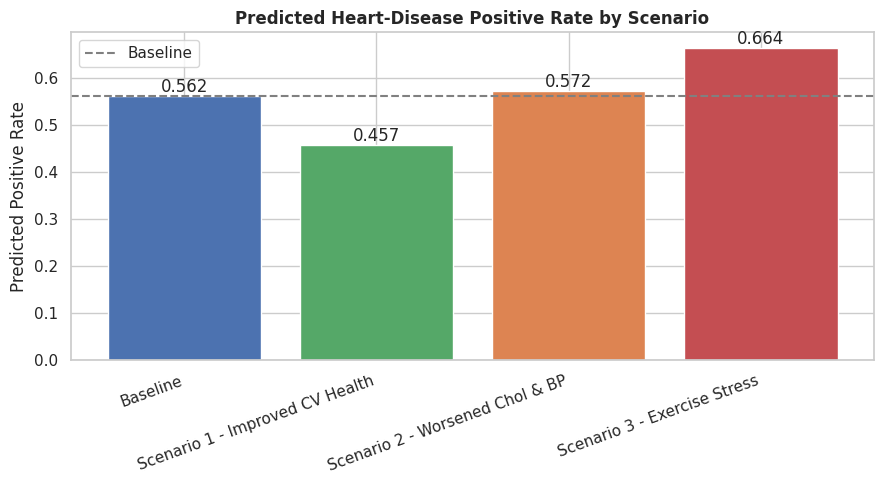 Predicted Heart-Disease Positive Rate by Scenario
Baseline
Predicted Positive Rate
0.6
0.5
0.4
0.3
0.2
0.1
0.0
0.562
0.457
0.572
0.664
Baseline
Scenario 1 - Improved CV Health
Scenario 2 - Worsened Chol & BP
Scenario 3 - Exercise Stress